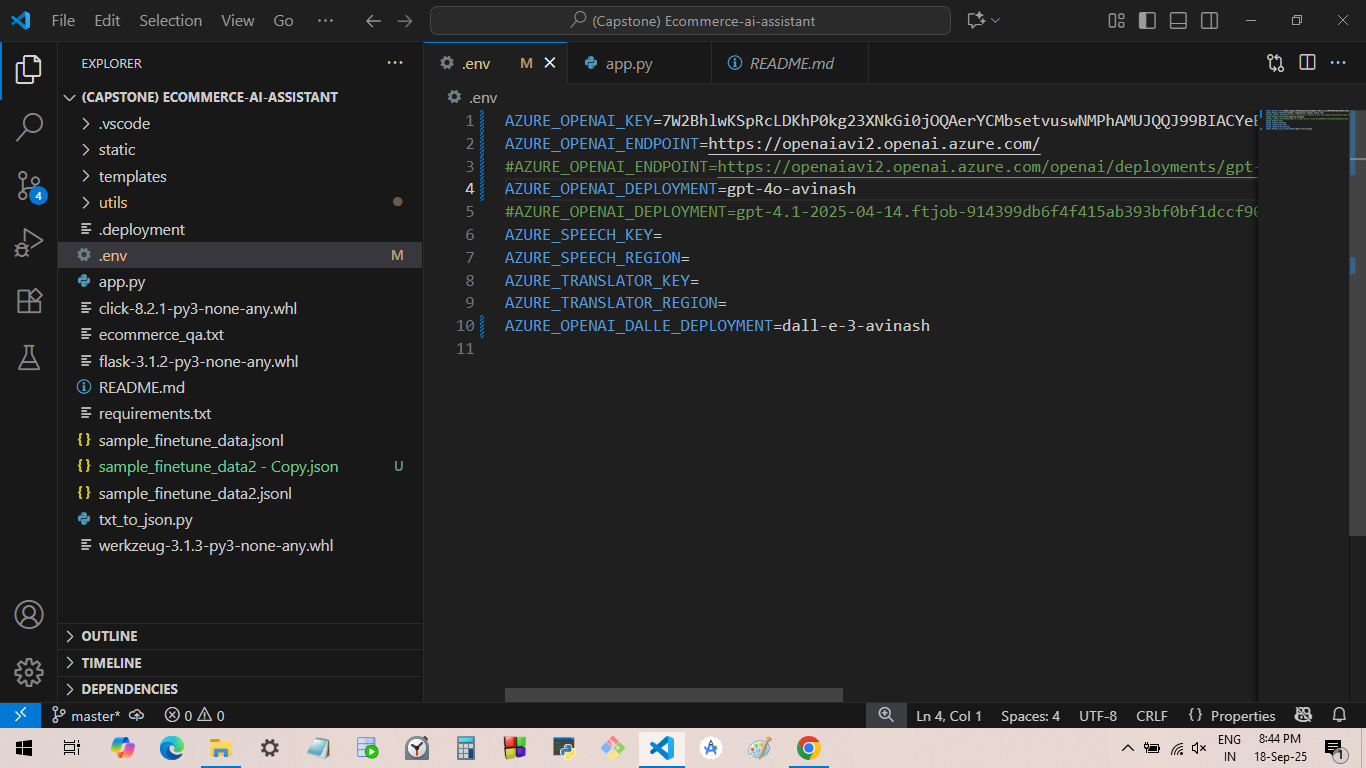 File Edit Selection View Go ··· (Capstone) Ecommerce-ai-assistant
EXPLORER
(CAPSTONE) ECOMMERCE-AI-ASSISTANT
.vscode
static
templates
utils
.deployment
.env M
app.py
click-8.2.1-py3-none-any.whl
ecommerce_qa.txt
flask-3.1.2-py3-none-any.whl
README.md
requirements.txt
sample_finetune_data.jsonl
sample_finetune_data2 - Copy.json U
sample_finetune_data2.jsonl
txt_to_json.py
werkzeug-3.1.3-py3-none-any.whl
OUTLINE
TIMELINE
DEPENDENCIES
4
.env M app.py README.md
.env
1 AZURE_OPENAI_KEY=7W2BhlwKSpRcLDKhP0kg23XNkGi0jOQAerYCMbsetvuswNMPhAMUJQQJ99BIACYeB
2 AZURE_OPENAI_ENDPOINT=https://openaiavi2.openai.azure.com/
3 #AZURE_OPENAI_ENDPOINT=https://openaiavi2.openai.azure.com/openai/deployments/gpt-
4 AZURE_OPENAI_DEPLOYMENT=gpt-4o-avinash
5 #AZURE_OPENAI_DEPLOYMENT=gpt-4.1-2025-04-14.ftjob-914399db6f4f415ab393bf0bf1dccf90
6 AZURE_SPEECH_KEY=
7 AZURE_SPEECH_REGION=
8 AZURE_TRANSLATOR_KEY=
9 AZURE_TRANSLATOR_REGION=
10 AZURE_OPENAI_DALLE_DEPLOYMENT=dall-e-3-avinash
11
master* 0 0 Ln 4, Col 1 Spaces: 4 UTF-8 CRLF {} Properties
ENG
IN
8:44 PM
18-Sep-25
1